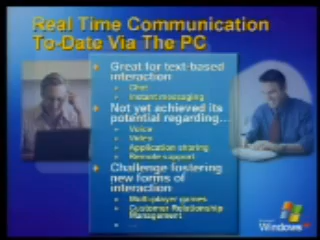 Real Time Communication
To-Date Via The PC
Great for text-based
interaction
Chat
Instant messaging
Not yet achieved its
potential regarding...
Voice
Video
Application sharing
Remote support
Challenge fostering
new forms of
interaction
Multi-player games
Customer Relationship
Management
...
Microsoft
Windows xp